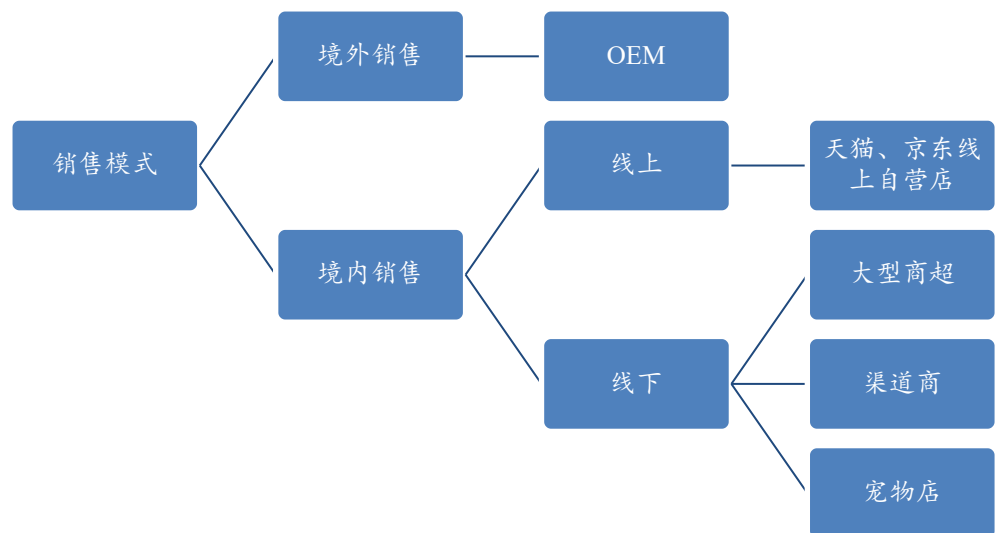 境外销售
OEM
销售模式
线上
天猫、京东线
上自营店
境内销售
大型商超
线下
渠道商
宠物店